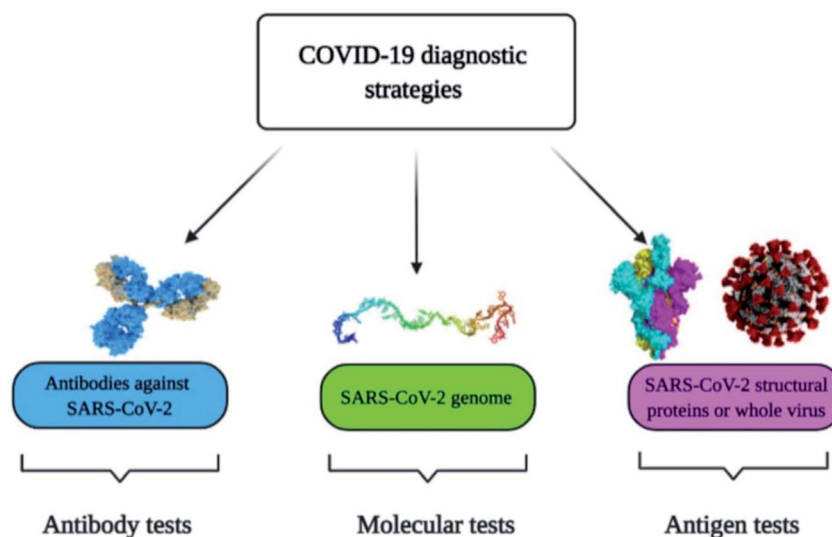 COVID-19 diagnostic
strategies
Antibodies against
SARS-CoV-2
SARS-CoV-2 genome
SARS-CoV-2 structural
proteins or whole virus
Antibody tests
Molecular tests
Antigen tests